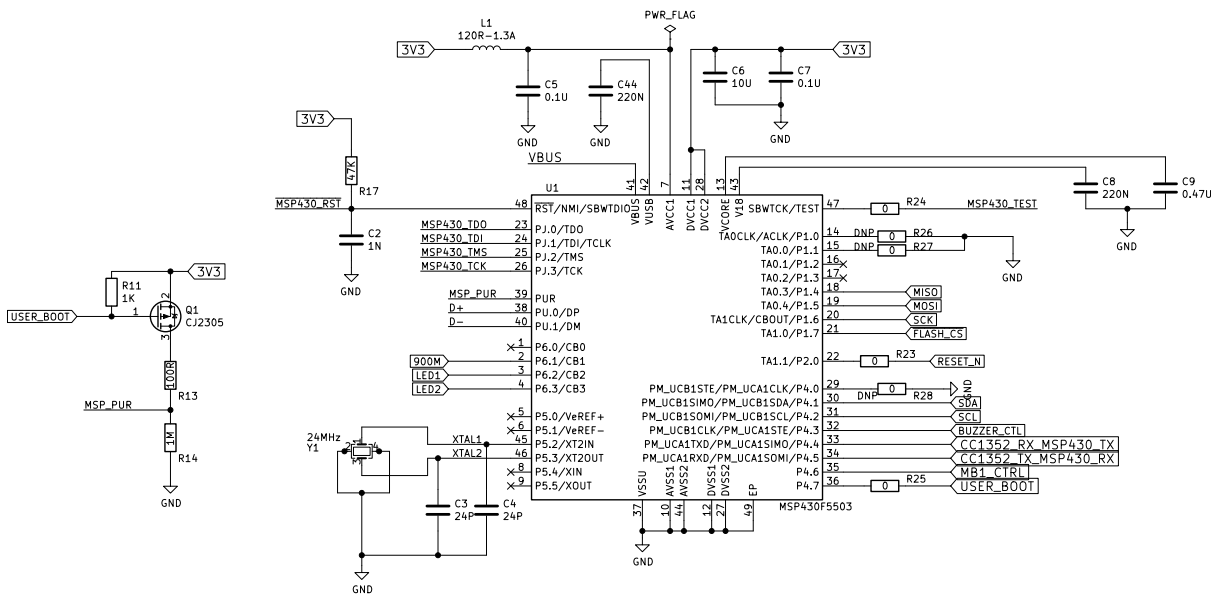 PWR_FLAG
L1
120R-1.3A
3V3
3V3
C5
0.1U
C44
220N
C6
10U
C7
0.1U
GND
GND
GND
3V3
47K
R17
VBUS
41
42
7
11
28
13
43
U1
VBUS
VUSB
AVCC1
DVCC1
DVCC2
VCORE
V18
C8
220N
C9
0.47U
GND
MSP430_RST
48
RST/NMI/SBWTDIO
SBWTCK/TEST
47
0
R24
MSP430_TEST
C2
1N
GND
MSP430_TDO
23
PJ.0/TDO
MSP430_TDI
24
PJ.1/TDI/TCLK
MSP430_TMS
25
PJ.2/TMS
MSP430_TCK
26
PJ.3/TCK
TA0CLK/ACLK/P1.0
14
DNP
0
R26
TA0.0/P1.1
15
DNP
0
R27
GND
TA0.1/P1.2
16
TA0.2/P1.3
17
TA0.3/P1.4
18
MISO
TA0.4/P1.5
19
MOSI
TA1CLK/CBOUT/P1.6
20
SCK
TA1.0/P1.7
21
FLASH_CS
MSP_PUR
39
PUR
D+
38
PU.0/DP
D-
40
PU.1/DM
3V3
R11
1K
2
Q1
CJ2305
USER_BOOT
1
3
100R
R13
MSP_PUR
1M
R14
GND
1
P6.0/CB0
900M
2
P6.1/CB1
LED1
3
P6.2/CB2
LED2
4
P6.3/CB3
TA1.1/P2.0
22
0
R23
RESET_N
5
P5.0/VeREF+
6
P5.1/VeREF-
XTAL1
45
P5.2/XT2IN
XTAL2
46
P5.3/XT2OUT
8
P5.4/XIN
9
P5.5/XOUT
PM_UCB1STE/PM_UCA1CLK/P4.0
29
DNP
0
R28
GND
PM_UCB1SIMO/PM_UCB1SDA/P4.1
30
SDA
PM_UCB1SOMI/PM_UCB1SCL/P4.2
31
SCL
PM_UCB1CLK/PM_UCA1STE/P4.3
32
BUZZER_CTL
PM_UCA1TXD/PM_UCA1SIMO/P4.4
33
CC1352_RX_MSP430_TX
PM_UCA1RXD/PM_UCA1SOMI/P4.5
34
CC1352_TX_MSP430_RX
P4.6
35
MB1_CTRL
P4.7
36
0
R25
USER_BOOT
24MHz
Y1
1
2
3
4
C3
24P
C4
24P
GND
VSSU
AVSS1
AVSS2
DVSS1
DVSS2
EP
37
10
44
12
27
49
MSP430F5503
GND